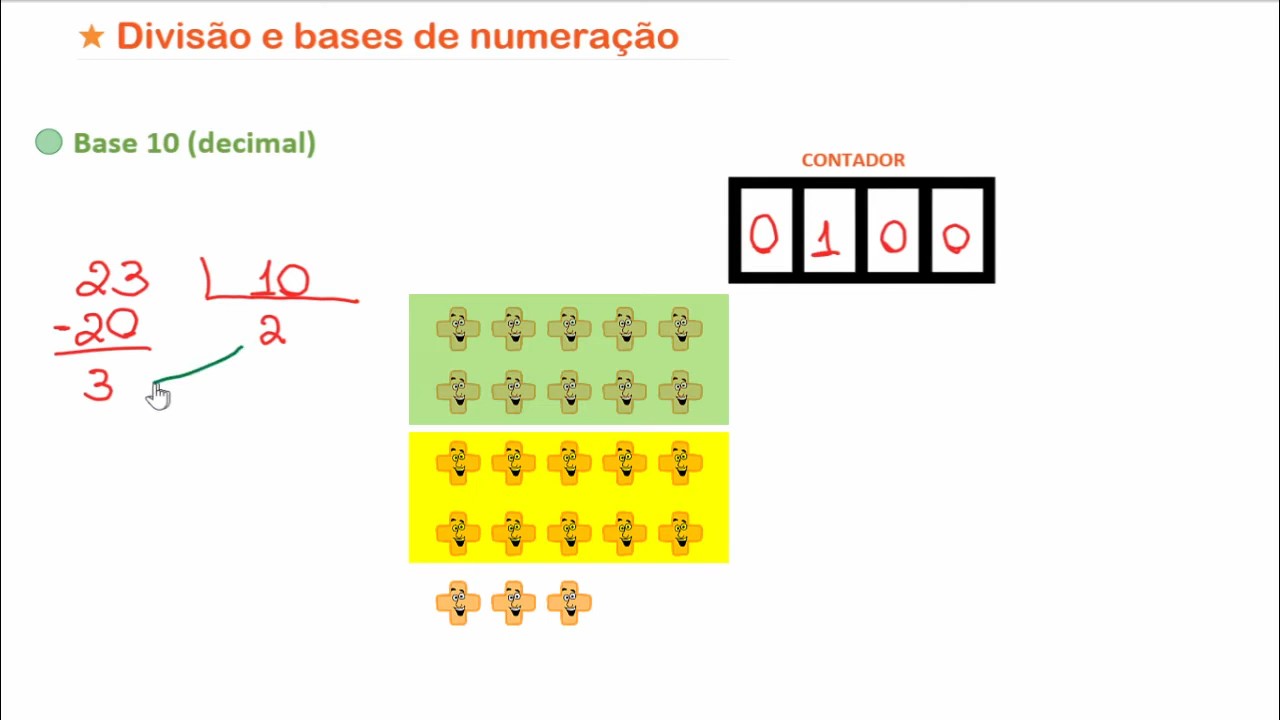 Divisão e bases de numeração
Base 10 (decimal)
CONTADOR
0 1 0 0
23 10
-20 2
3